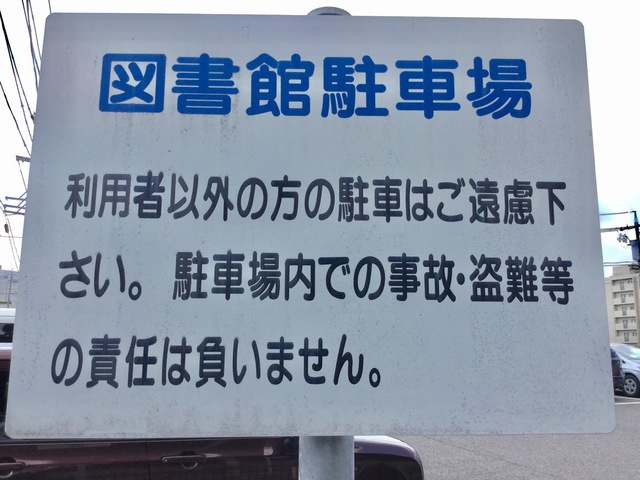 図書館駐車場
利用者以外の方の駐車はご遠慮下
さい。駐車場内での事故・盗難等
の責任は負いません。